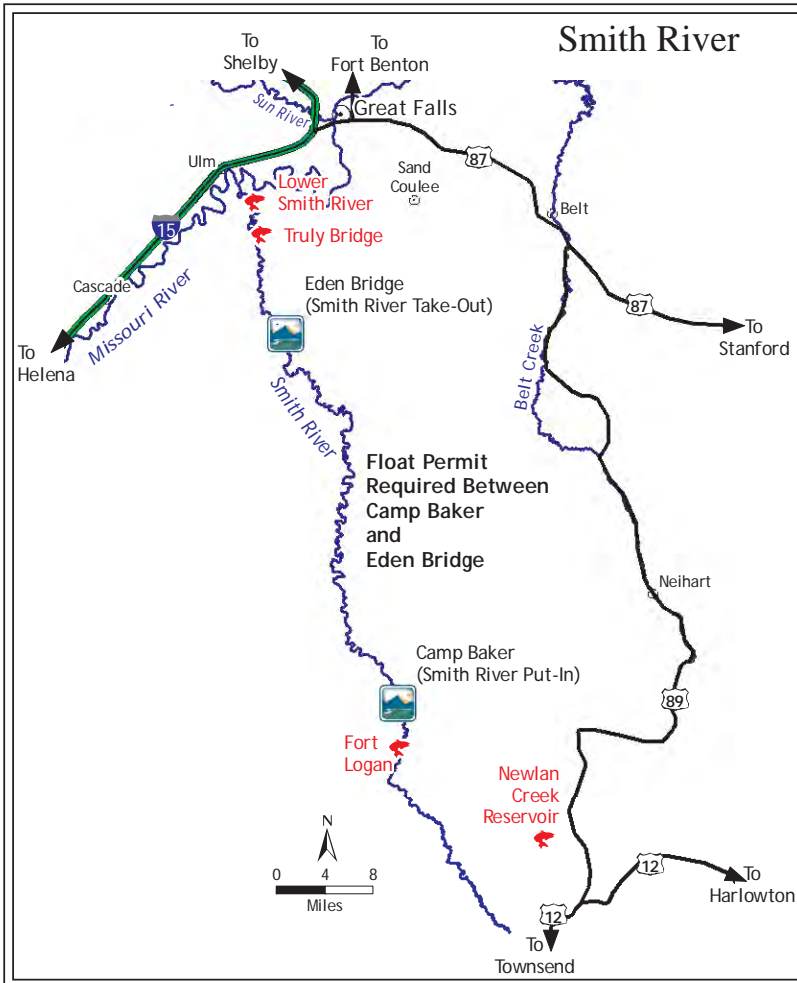 Smith River
To
Shelby
To
Fort Benton
Sun River
Great Falls
87
Ulm
Sand
Coulee
Lower
Smith River
Belt
Truly Bridge
15
Eden Bridge
(Smith River Take-Out)
Cascade
Missouri River
87
To
Stanford
To
Helena
Belt Creek
Smith River
Float Permit
Required Between
Camp Baker
and
Eden Bridge
Neihart
Camp Baker
(Smith River Put-In)
89
Fort
Logan
Newlan
Creek
Reservoir
N
0 4 8
Miles
12
To
Harlowton
12
To
Townsend